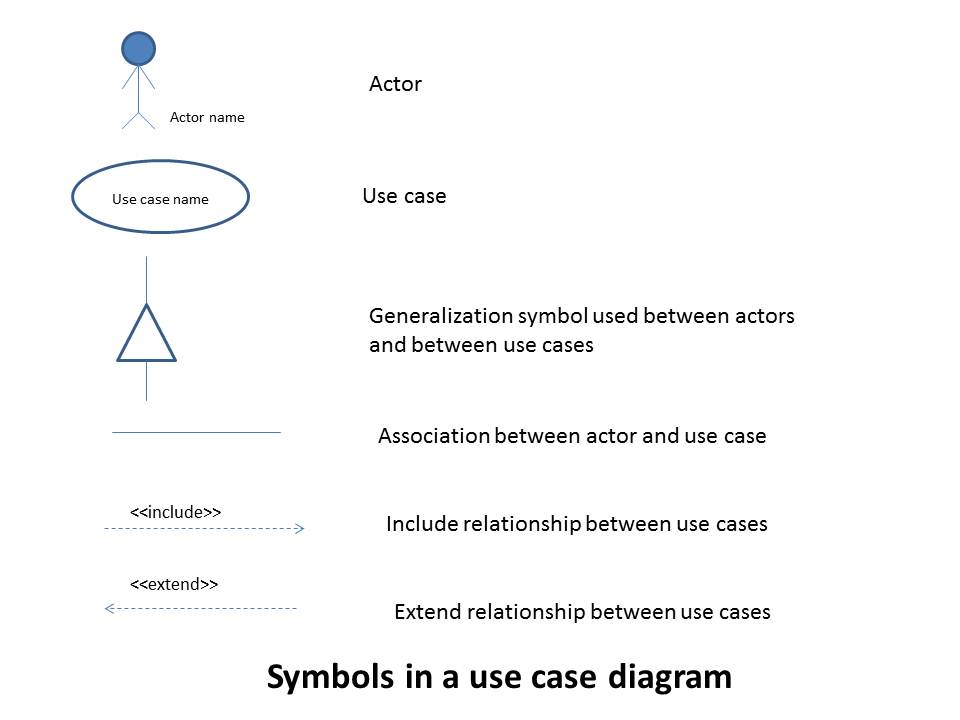 Actor
Actor name
Use case name
Use case
Generalization symbol used between actors
and between use cases
Association between actor and use case
<<include>>
Include relationship between use cases
<<extend>>
Extend relationship between use cases
Symbols in a use case diagram